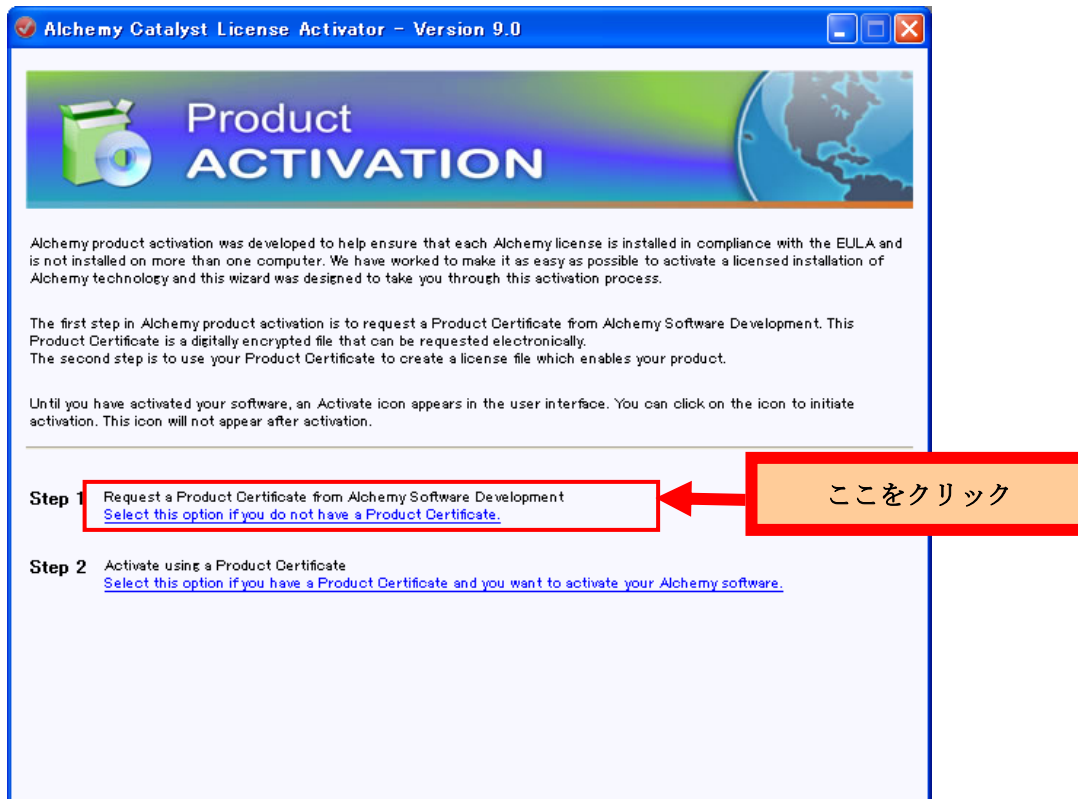 Alchemy Catalyst License Activator - Version 9.0
Product
ACTIVATION
Alchemy product activation was developed to help ensure that each Alchemy license is installed in compliance with the EULA and
is not installed on more than one computer. We have worked to make it as easy as possible to activate a licensed installation of
Alchemy technology and this wizard was designed to take you through this activation process.
The first step in Alchemy product activation is to request a Product Certificate from Alchemy Software Development. This
Product Certificate is a digitally encrypted file that can be requested electronically.
The second step is to use your Product Certificate to create a license file which enables your product.
Until you have activated your software, an Activate icon appears in the user interface. You can click on the icon to initiate
activation. This icon will not appear after activation.
Step 1 Request a Product Certificate from Alchemy Software Development
Select this option if you do not have a Product Certificate.
ここをクリック
Step 2 Activate using a Product Certificate
Select this option if you have a Product Certificate and you want to activate your Alchemy software.